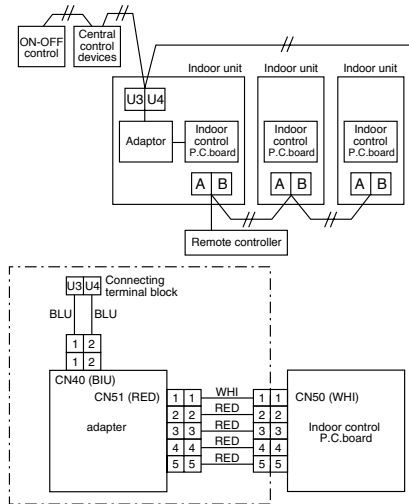 ON-OFF
control
Central
control
devices
Indoor unit
Indoor unit
Indoor unit
U3 U4
Adaptor
Indoor
control
P.C.board
Indoor
control
P.C.board
Indoor
control
P.C.board
A B
A B
A B
Remote controller
U3 U4
Connecting
terminal block
BLU
BLU
1 2
1 2
CN40 (BIU)
CN51 (RED)
adapter
1 1 WHI 1 1
2 2 RED 2 2
3 3 RED 3 3
4 4 RED 4 4
5 5 RED 5 5
CN50 (WHI)
Indoor control
P.C.board